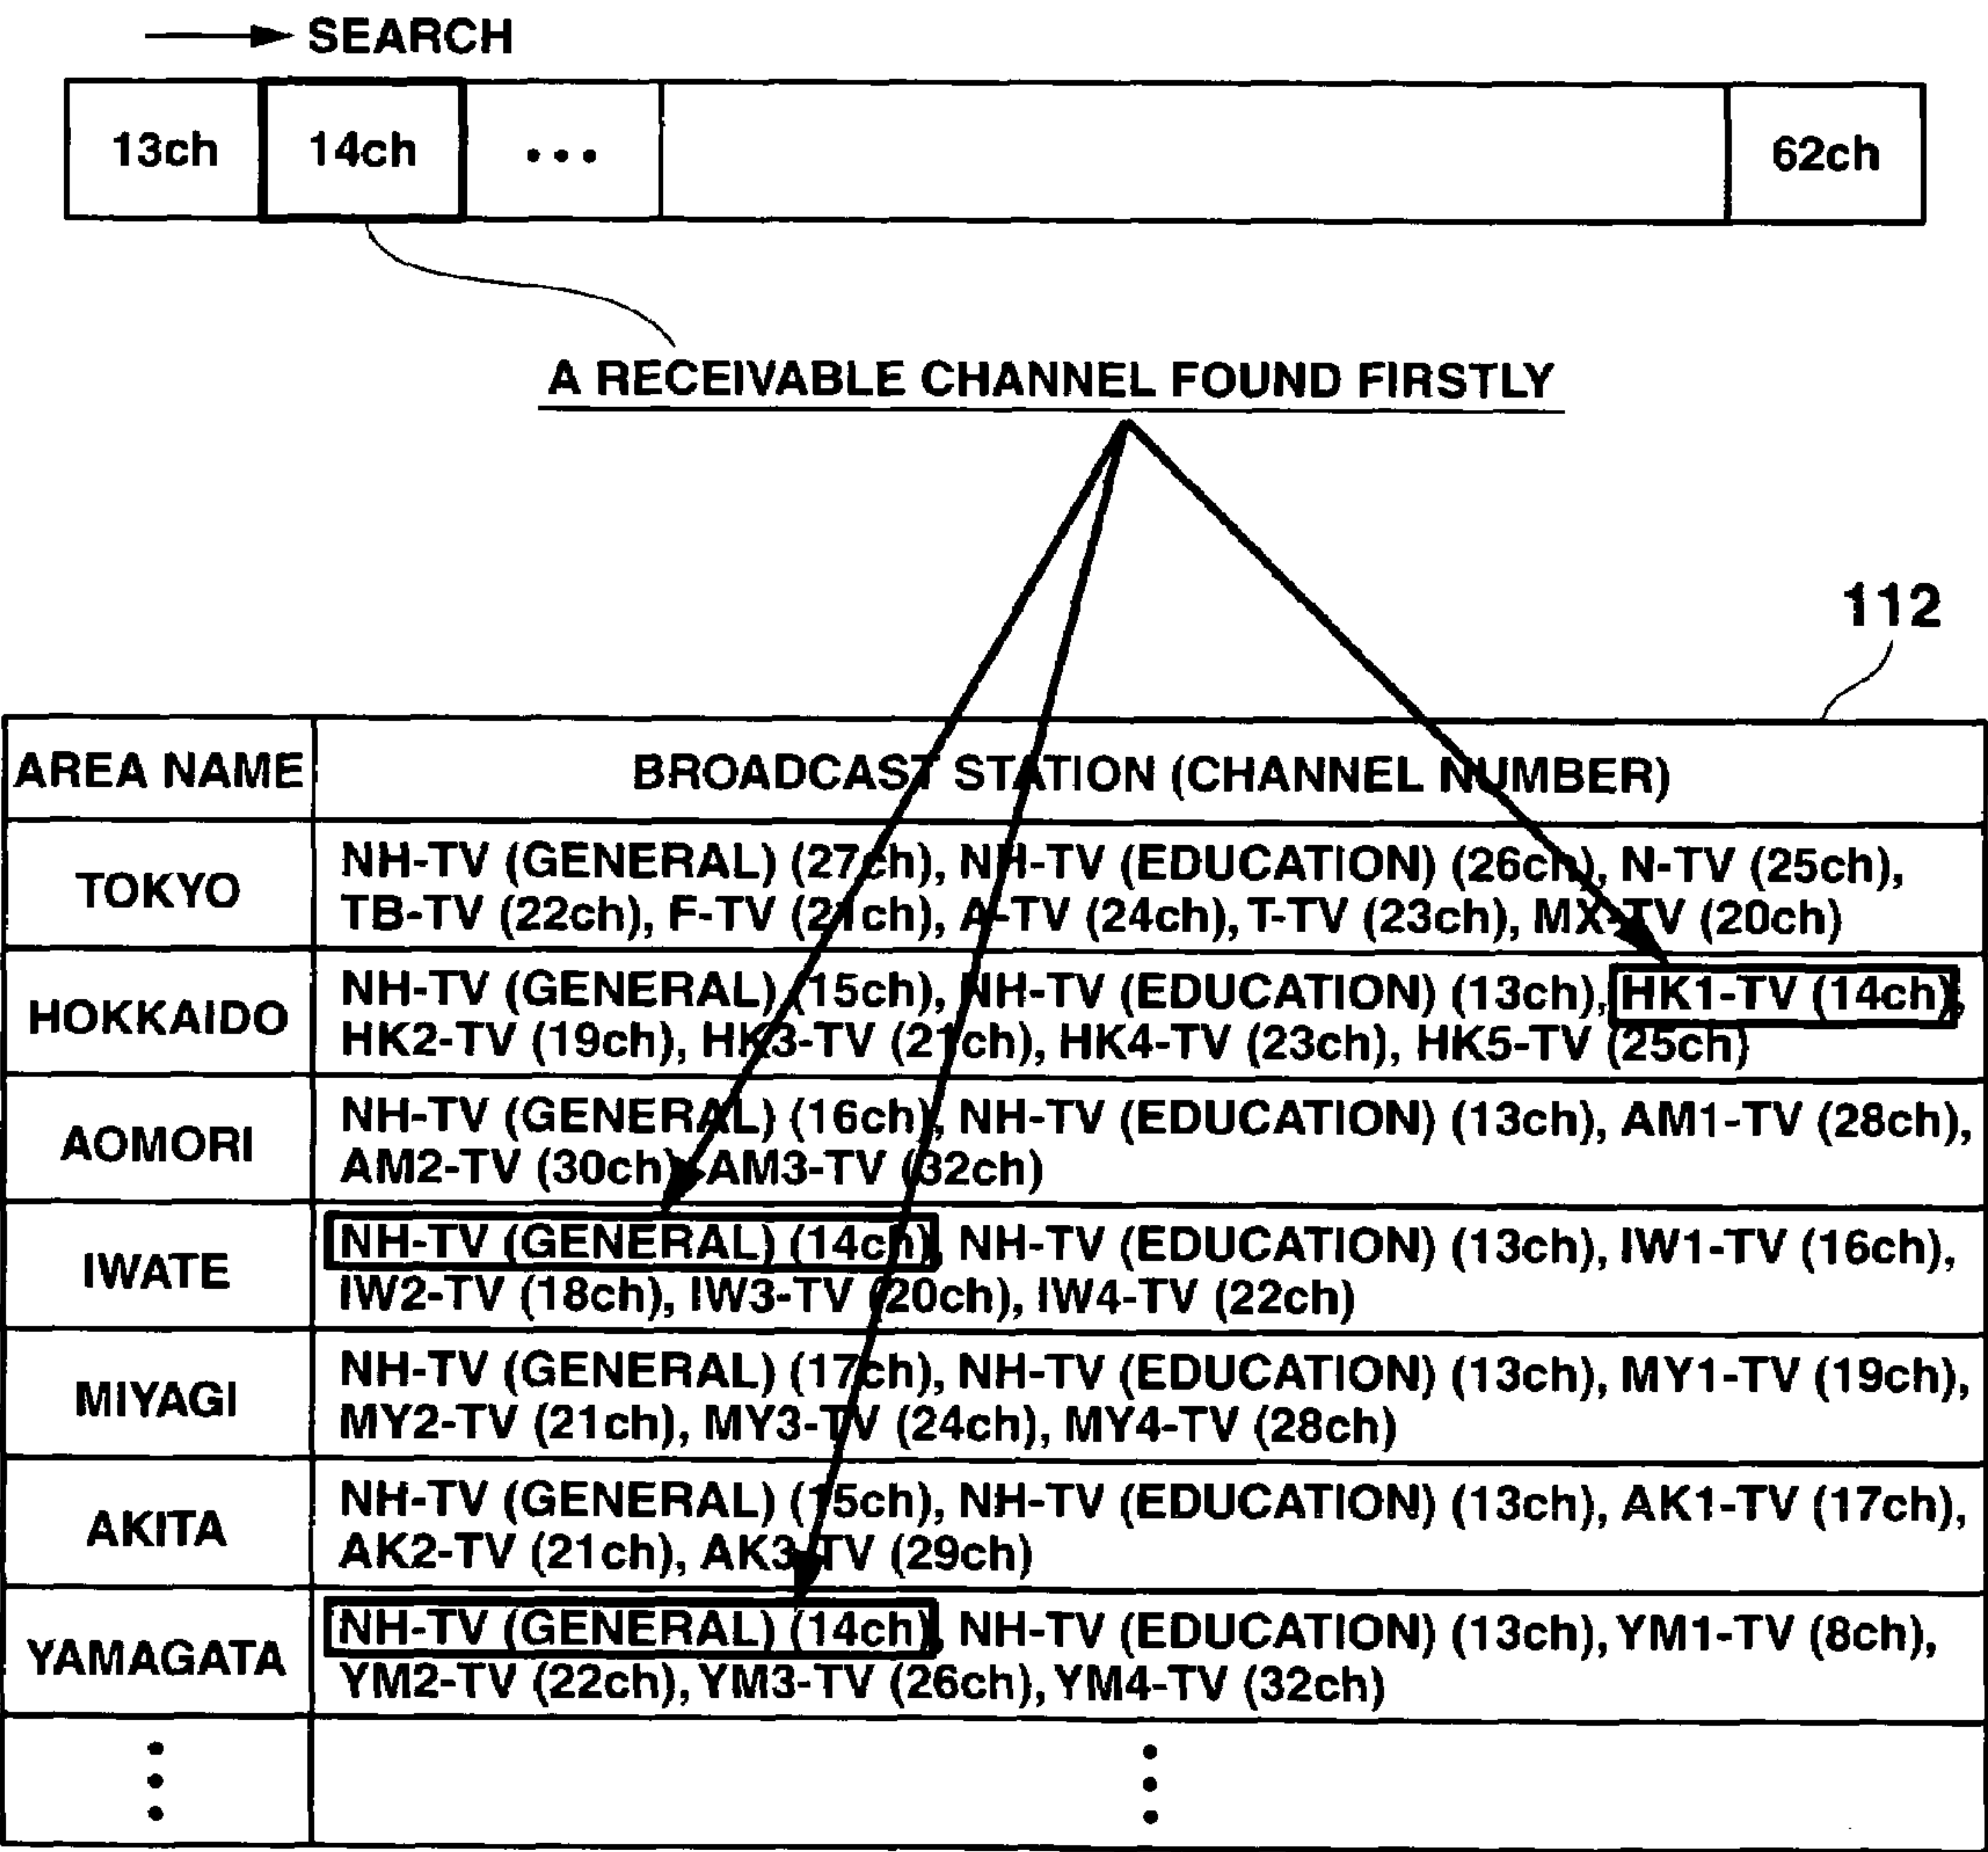 SEARCH
13ch 14ch ... 62ch
A RECEIVABLE CHANNEL FOUND FIRSTLY
112
AREA NAME BROADCAST STATION (CHANNEL NUMBER)
TOKYO
NH-TV (GENERAL) (27ch), NH-TV (EDUCATION) (26ch), N-TV (25ch),
TB-TV (22ch), F-TV (21ch), A-TV (24ch), T-TV (23ch), MX-TV (20ch)
HOKKAIDO
NH-TV (GENERAL) (15ch), NH-TV (EDUCATION) (13ch), HK1-TV (14ch),
HK2-TV (19ch), HK3-TV (21ch), HK4-TV (23ch), HK5-TV (25ch)
AOMORI
NH-TV (GENERAL) (16ch), NH-TV (EDUCATION) (13ch), AM1-TV (28ch),
AM2-TV (30ch), AM3-TV (32ch)
IWATE
NH-TV (GENERAL) (14ch), NH-TV (EDUCATION) (13ch), IW1-TV (16ch),
IW2-TV (18ch), IW3-TV (20ch), IW4-TV (22ch)
MIYAGI
NH-TV (GENERAL) (17ch), NH-TV (EDUCATION) (13ch), MY1-TV (19ch),
MY2-TV (21ch), MY3-TV (24ch), MY4-TV (28ch)
AKITA
NH-TV (GENERAL) (15ch), NH-TV (EDUCATION) (13ch), AK1-TV (17ch),
AK2-TV (21ch), AK3-TV (29ch)
YAMAGATA
NH-TV (GENERAL) (14ch), NH-TV (EDUCATION) (13ch), YM1-TV (8ch),
YM2-TV (22ch), YM3-TV (26ch), YM4-TV (32ch)